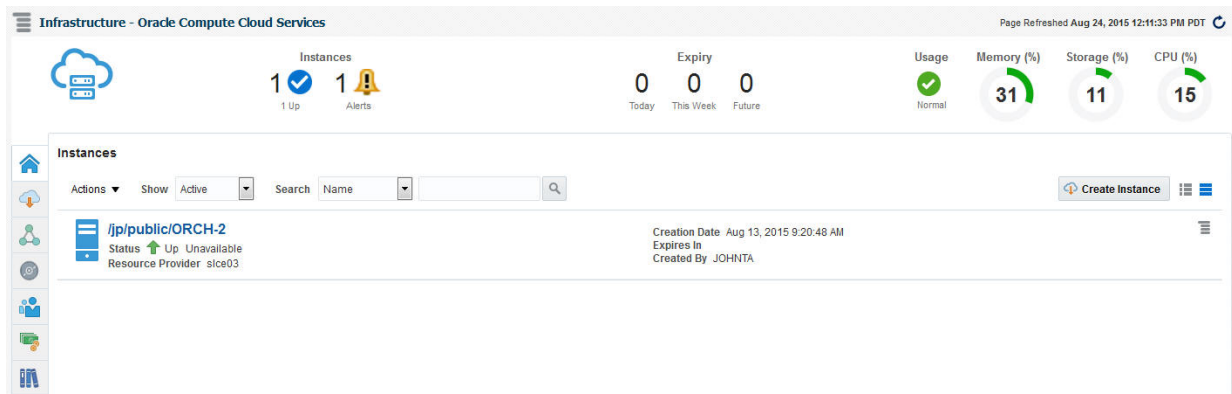 Infrastructure - Oracle Compute Cloud Services
Page Refreshed Aug 24, 2015 12:11:33 PM PDT
Instances
1
1 Up
1
Alerts
Expiry
0
Today
0
This Week
0
Future
Usage
Normal
Memory (%)
31
Storage (%)
11
CPU (%)
15
Instances
Actions
Show Active
Search Name
Create Instance
/jp/public/ORCH-2
Status Up Unavailable
Resource Provider slce03
Creation Date Aug 13, 2015 9:20:48 AM
Expires In
Created By JOHNTA